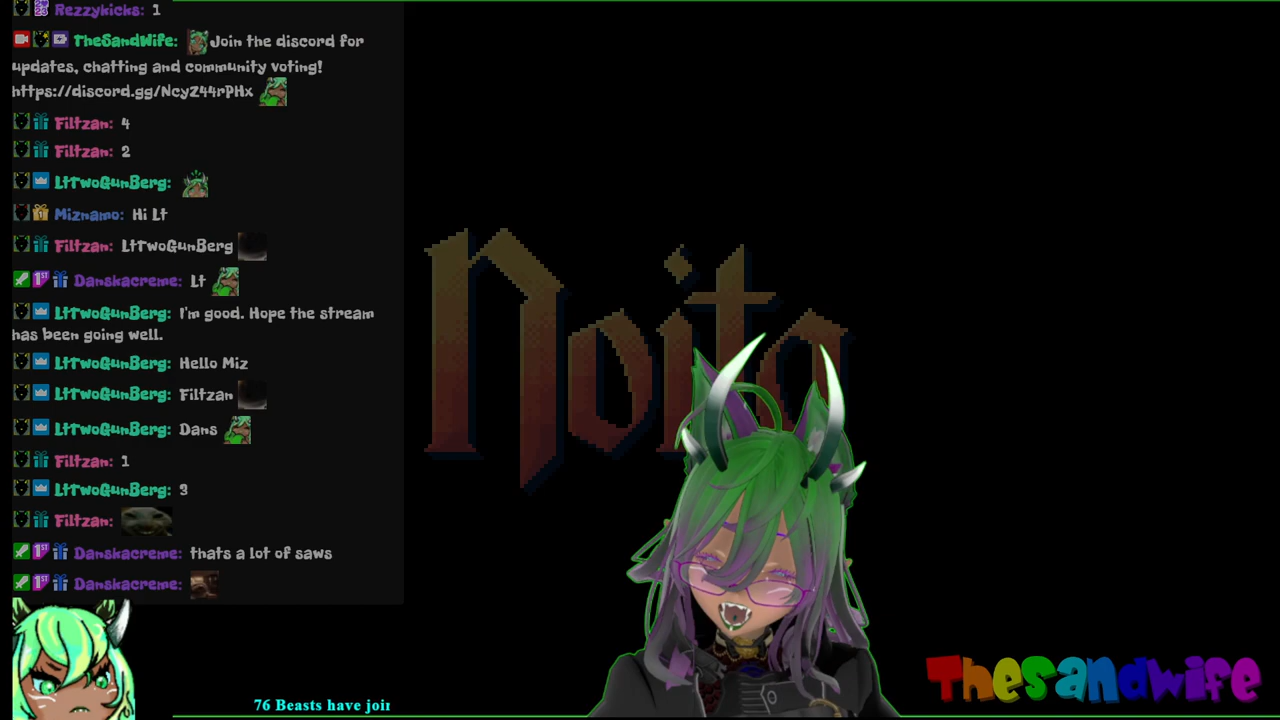 Rezzykicks: 1
TheSandWife: Join the discord for
updates, chatting and community voting!
https://discord.gg/NcyZ44rPHx
Filtzan: 4
Filtzan: 2
LtTwoGunBerg:
Miznamo: Hi Lt
Filtzan: LtTwoGunBerg
Danskacreme: Lt
LtTwoGunBerg: I'm good. Hope the stream
has been going well.
LtTwoGunBerg: Hello Miz
LtTwoGunBerg: Filtzan
LtTwoGunBerg: Dans
Filtzan: 1
LtTwoGunBerg: 3
Filtzan:
Danskacreme: thats a lot of saws
Danskacreme:
Noita
76 Beasts have join
TheSandWife